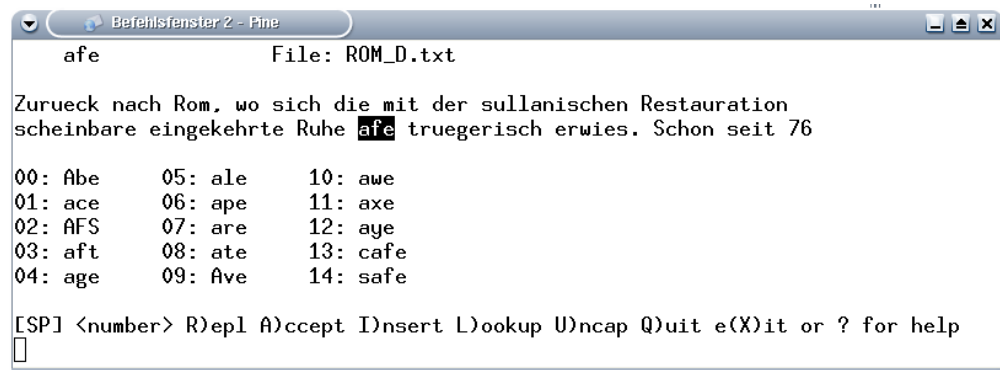 Befehlsfenster 2 - Pine
afe File: ROM_D.txt
Zurueck nach Rom, wo sich die mit der sullanischen Restauration
scheinbare eingekehrte Ruhe afe truegerisch erwies. Schon seit 76
00: Abe 05: ale 10: awe
01: ace 06: ape 11: axe
02: AFS 07: are 12: aye
03: aft 08: ate 13: cafe
04: age 09: Ave 14: safe
[SP] <number> R)epl A)ccept I)nsert L)ookup U)ncap Q)uit e(X)it or ? for help